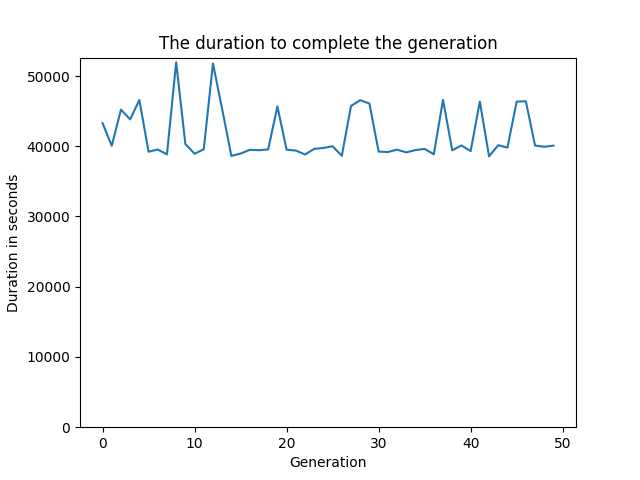 The duration to complete the generation
Duration in seconds
50000
40000
30000
20000
10000
0
0 10 20 30 40 50
Generation